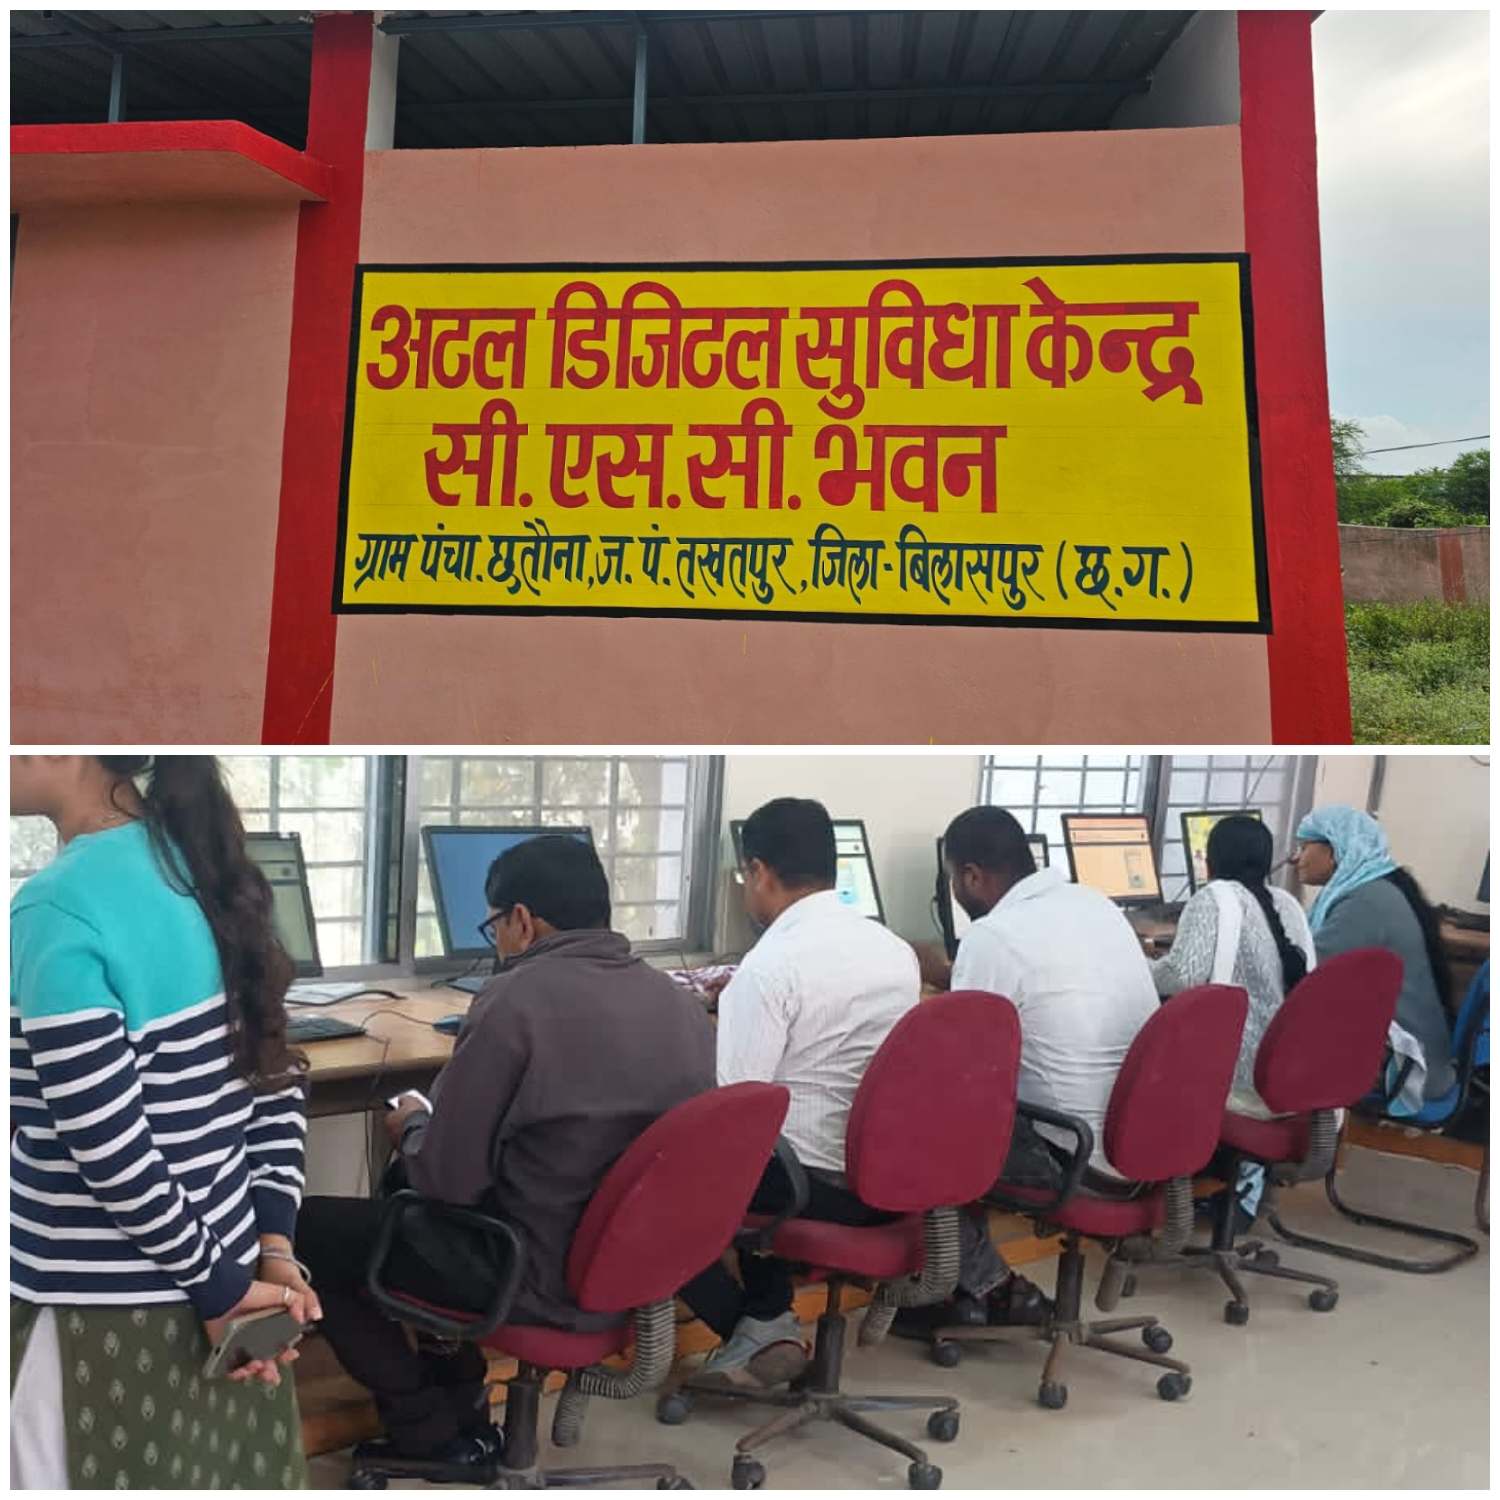 अटल डिजिटल सुविधा केन्द्र
सी. एस. सी. भवन
ग्राम पंचा. छतौना, ज. पं. तखतपुर, जिला - बिलासपुर ( छ. ग. )